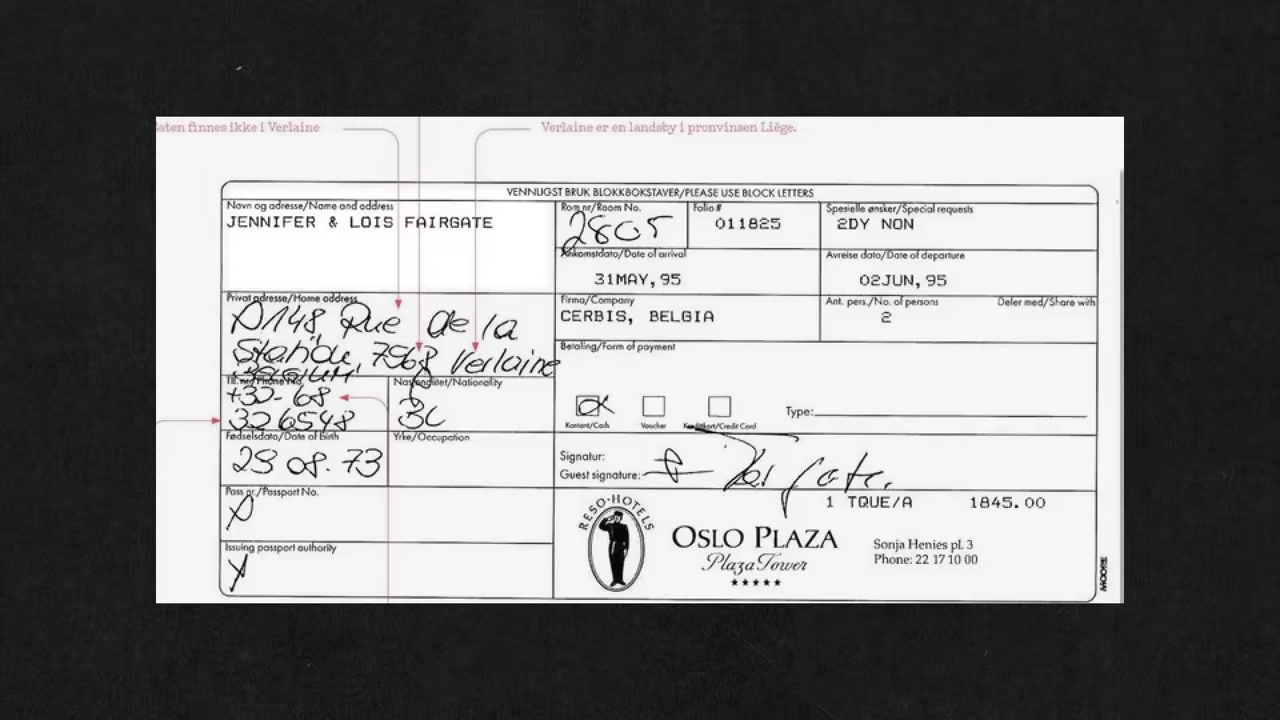 aten finnes ikke i Verlaine
Verlaine er en landsby i pronvinsen Liège.
VENNLIGST BRUK BLOKKBOKSTAVER/PLEASE USE BLOCK LETTERS
Navn og adresse/Name and address
JENNIFER & LOIS FAIRGATE
Rom nr/Room No.
2805
Folio #
011825
Spesielle ønsker/Special requests
2DY NON
Ankomstdato/Date of arrival
31MAY,95
Avreise dato/Date of departure
02JUN,95
Privat adresse/Home address
148, Rue de la
Station, 7968 Verlaine
BELGIUM
Firma/Company
CERBIS, BELGIA
Ant. pers./No. of persons
2
Deler med/Share with
Betaling/Form of payment
Tlf. nr/Phone No.
+32- 68
326548
Nasjonalitet/Nationality
Kontant/Cash
Voucher
Kredittkort/Credit Card
Type:
Fødselsdato/Date of birth
23 08. 73
Yrke/Occupation
Signatur:
Guest signature:
Pass nr./Passport No.
Issuing passport authority
1 TQUE/A 1845.00
RESO-HOTELS
OSLO PLAZA
Plaza Tower
Sonja Henies pl. 3
Phone: 22 17 10 00
MOORE